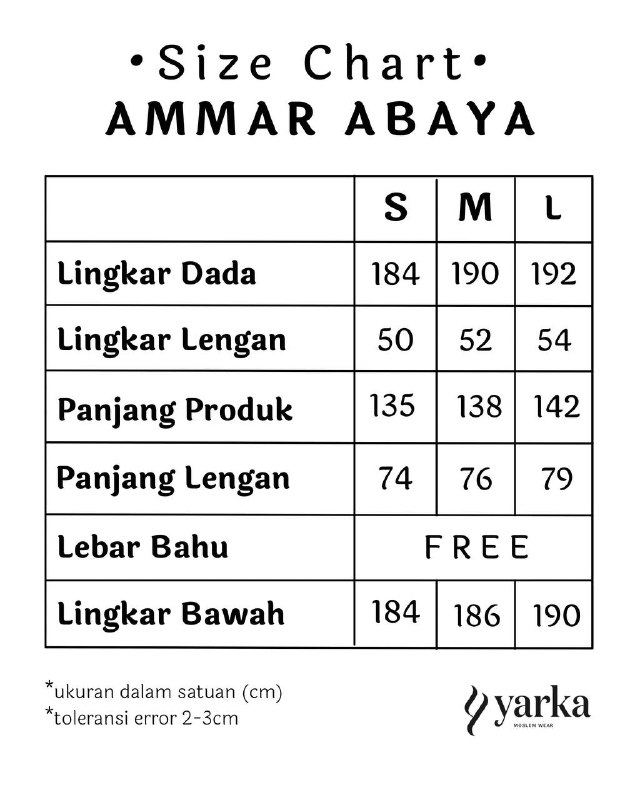 •Size Chart•
AMMAR ABAYA
S M L
Lingkar Dada 184 190 192
Lingkar Lengan 50 52 54
Panjang Produk 135 138 142
Panjang Lengan 74 76 79
Lebar Bahu FREE
Lingkar Bawah 184 186 190
*ukuran dalam satuan (cm)
*toleransi error 2-3cm
yarka
MOSLEM WEAR